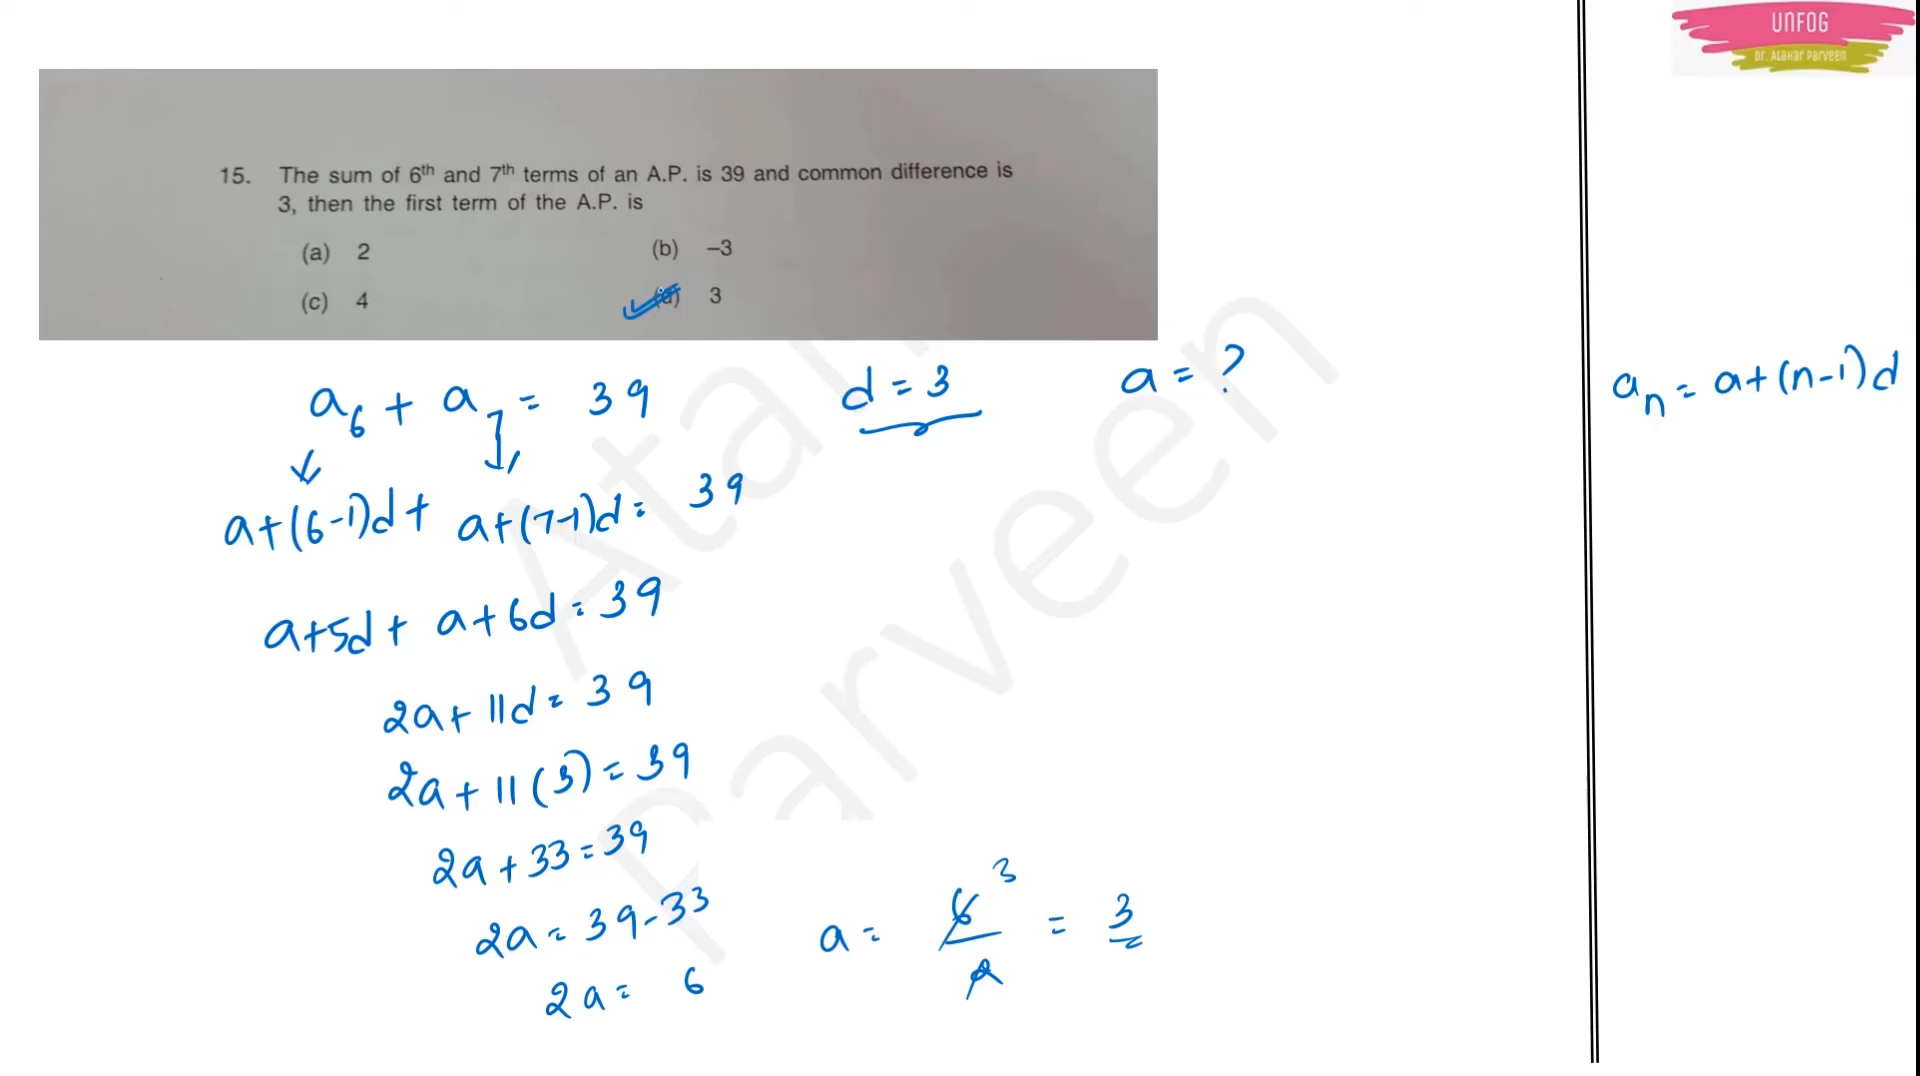 UNFOG
Dr. Atahar Parveen
15. The sum of 6th and 7th terms of an A.P. is 39 and common difference is
3, then the first term of the A.P. is
(a) 2 (b) –3
(c) 4 (d) 3
a₆ + a₇ = 39 d = 3 a = ?
aₙ = a+(n-1)d
a+(6-1)d + a+(7-1)d = 39
a+5d + a+6d = 39
2a+11d = 39
2a+11(3) = 39
2a+33 = 39
2a = 39-33
2a = 6
a = 6/2 3 = 3
Parveen